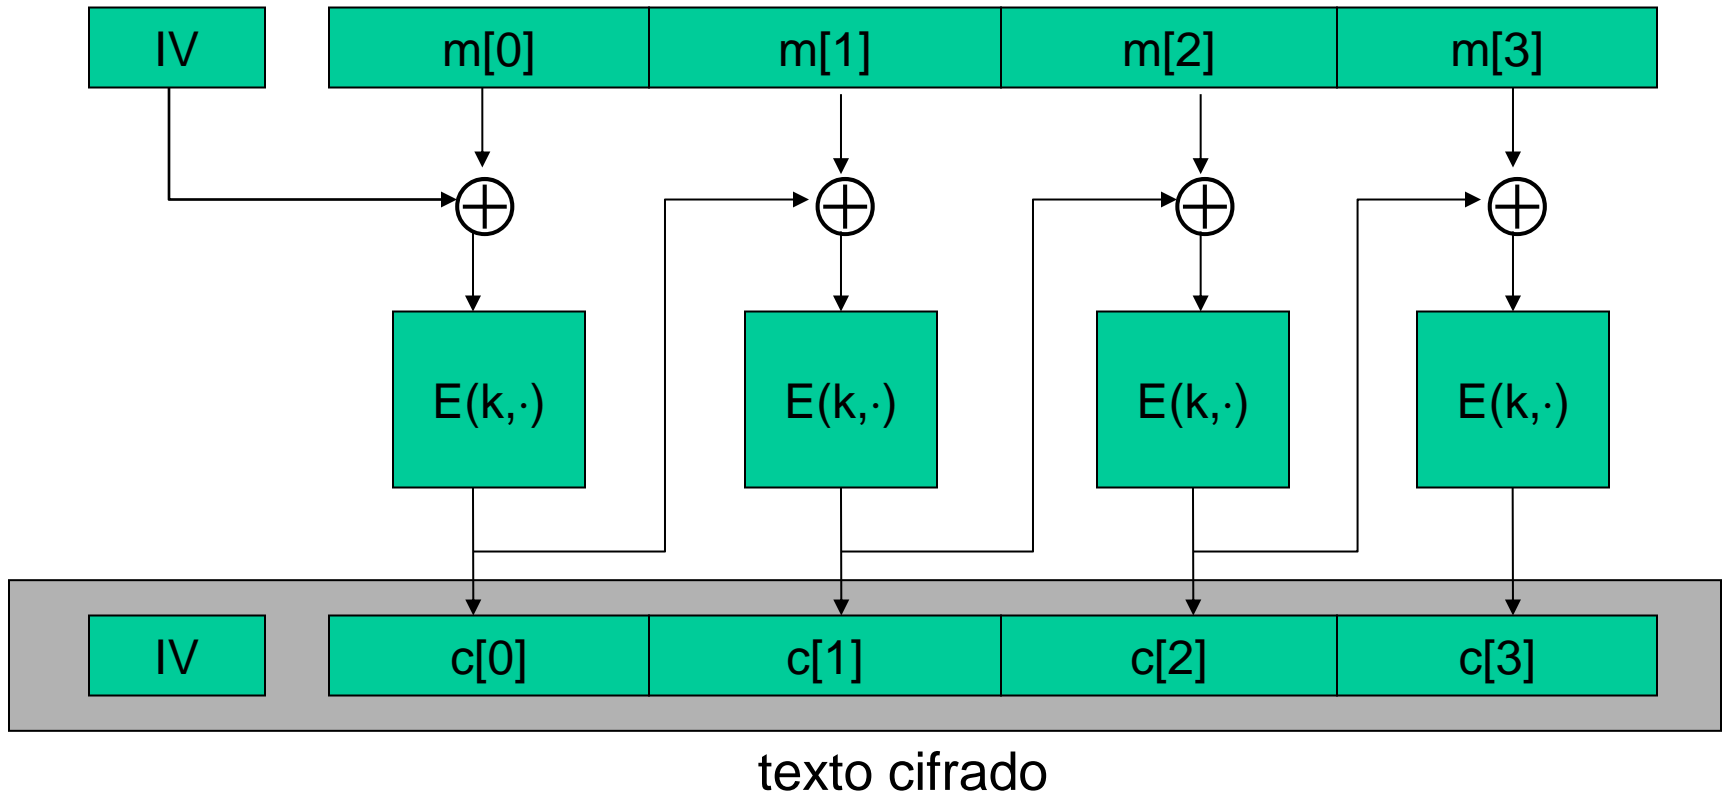 IV m[0] m[1] m[2] m[3]
E(k,·) E(k,·) E(k,·) E(k,·)
IV c[0] c[1] c[2] c[3]
texto cifrado